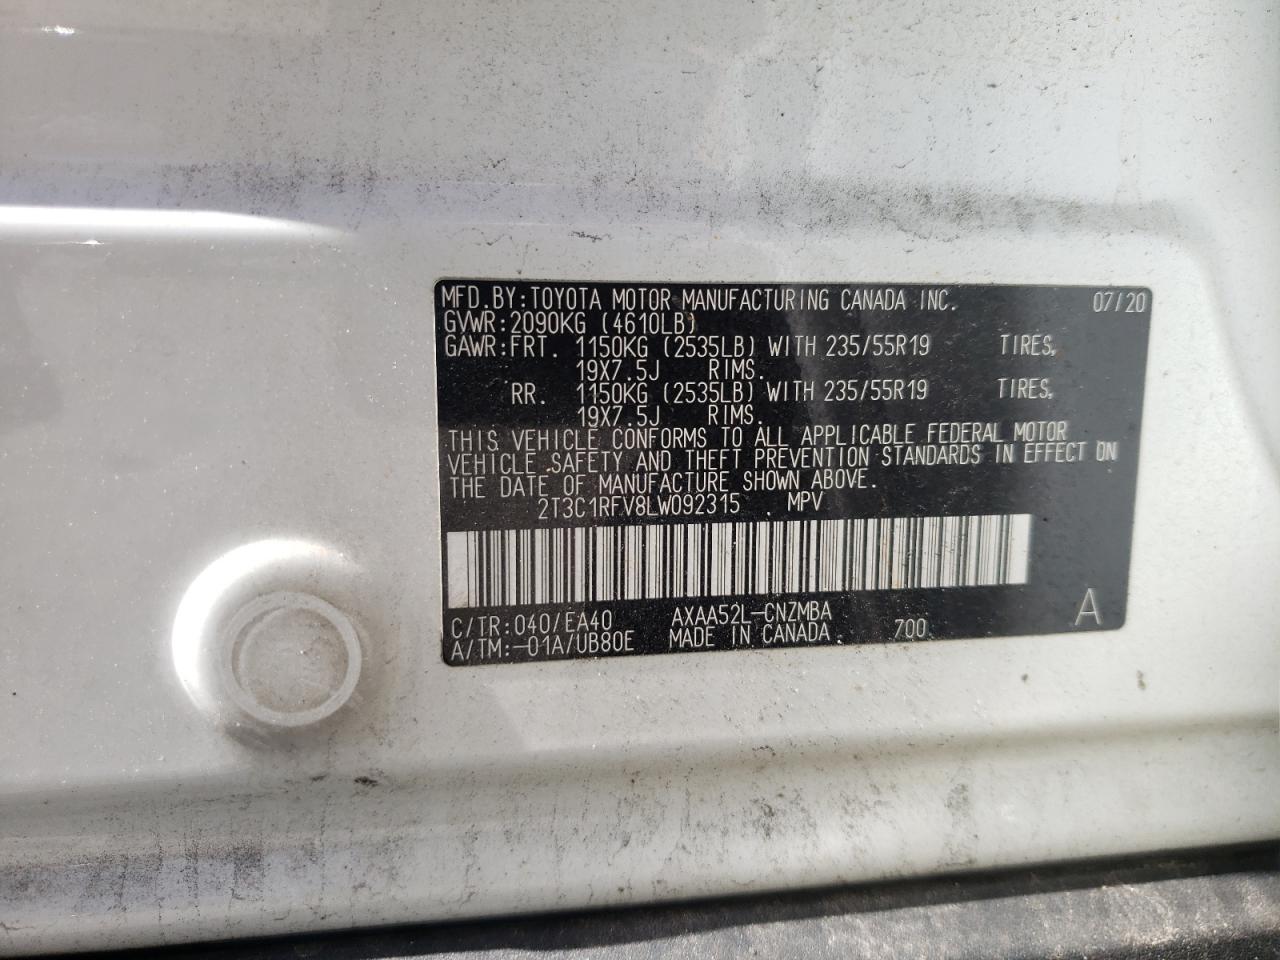 MFD.BY:TOYOTA MOTOR MANUFACTURING CANADA INC. 07/20
GVWR:2090KG (4610LB)
GAWR:FRT. 1150KG (2535LB) WITH 235/55R19 TIRES,
19X7.5J RIMS.
RR. 1150KG (2535LB) WITH 235/55R19 TIRES,
19X7.5J RIMS.
THIS VEHICLE CONFORMS TO ALL APPLICABLE FEDERAL MOTOR
VEHICLE SAFETY AND THEFT PREVENTION STANDARDS IN EFFECT ON
THE DATE OF MANUFACTURE SHOWN ABOVE.
2T3C1RFV8LW092315 MPV
C/TR:040/EA40 AXAA52L-CNZMBA
A/TM:-01A/UB80E MADE IN CANADA 700 A